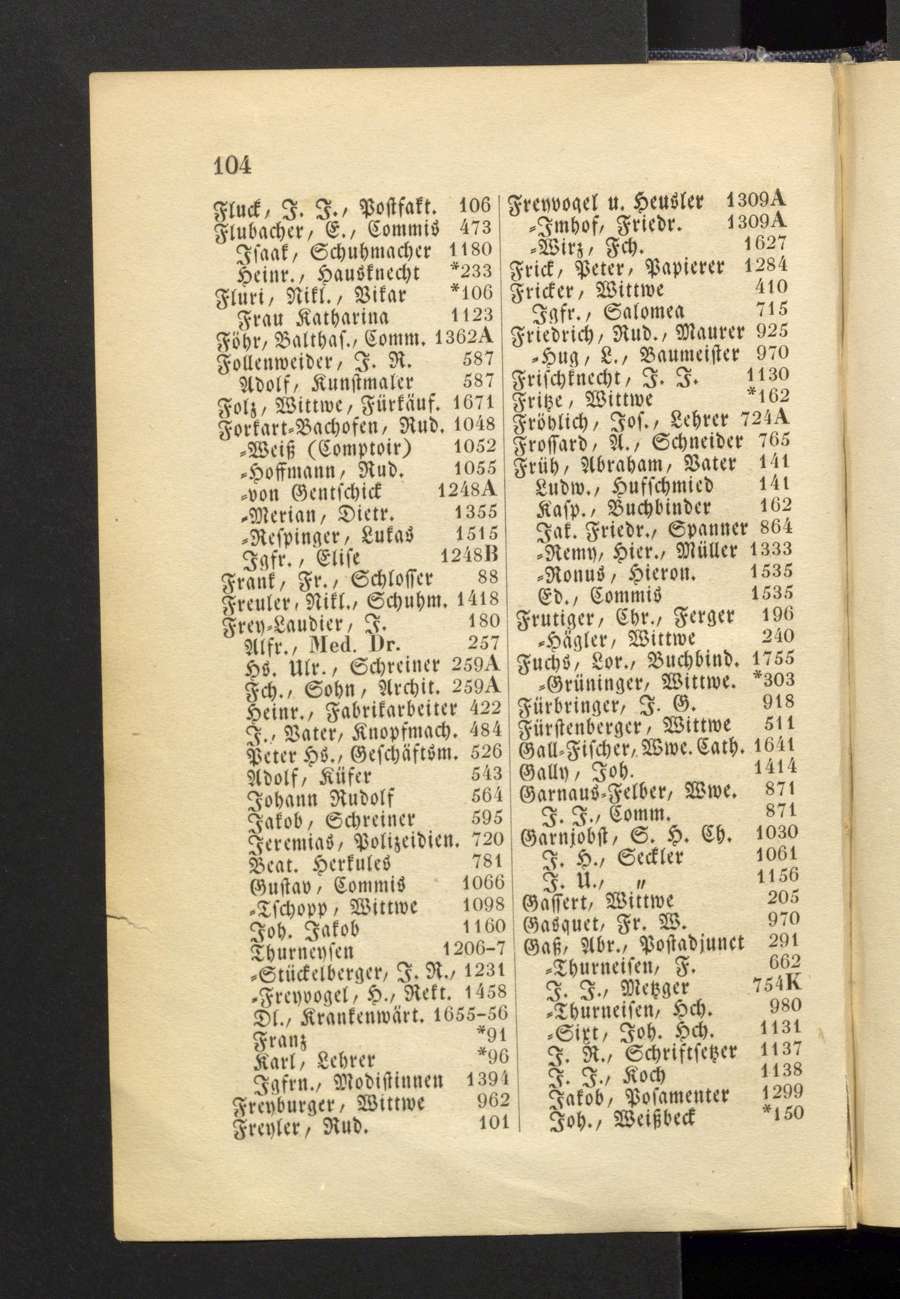 104
Fluck, J. J., Postfakt. 106
Flubacher, E., Commis 473
Isaak, Schuhmacher 1180
Heinr., Hausknecht *233
Fluri, Nikl., Vikar *106
Frau Katharina 1123
Föhr, Balthas., Comm. 1362A
Follenweider, J. R. 587
Adolf, Kunstmaler 587
Folz, Wittwe, Fürkäuf. 1671
Forkart-Bachofen, Rud. 1048
-Weiß (Comptoir) 1052
-Hoffmann, Rud. 1055
-von Gentschick 1248A
-Merian, Dietr. 1355
-Respinger, Lukas 1515
Jgfr., Elise 1248B
Frank, Fr., Schlosser 88
Freuler, Nikl., Schuhm. 1418
Frey-Laudier, J. 180
Alfr., Med. Dr. 257
Hs. Ulr., Schreiner 259A
Fch., Sohn, Archit. 259A
Heinr., Fabrikarbeiter 422
J., Vater, Knopfmach. 484
Peter Hs., Geschäftsm. 526
Adolf, Küfer 543
Johann Rudolf 564
Jakob, Schreiner 595
Jeremias, Polizeidien. 720
Beat. Herkules 781
Gustav, Commis 1066
-Tschopp, Wittwe 1098
Joh. Jakob 1160
Thurneysen 1206-7
-Stückelberger, J. R., 1231
-Freyvogel, H., Rekt. 1458
Dl., Krankenwärt. 1655-56
Franz *91
Karl, Lehrer *96
Jgfrn., Modistinnen 1394
Freyburger, Wittwe 962
Freyler, Rud. 101
Freyvogel u. Heusler 1309A
-Imhof, Friedr. 1309A
-Wirz, Fch. 1627
Frick, Peter, Papierer 1284
Fricker, Wittwe 410
Jgfr., Salomea 715
Friedrich, Rud., Maurer 925
-Hug, L., Baumeister 970
Frischknecht, J. J. 1130
Fritze, Wittwe *162
Fröhlich, Jos., Lehrer 724A
Frossard, A., Schneider 765
Früh, Abraham, Vater 141
Ludw., Hufschmied 141
Kasp., Buchbinder 162
Jak. Friedr., Spanner 864
-Remy, Hier., Müller 1333
-Ronus, Hieron. 1535
Ed., Commis 1535
Frutiger, Chr., Ferger 196
-Hägler, Wittwe 240
Fuchs, Lor., Buchbind. 1755
-Grüninger, Wittwe. *303
Fürbringer, J. G. 918
Fürstenberger, Wittwe 511
Gall-Fischer, Wwe. Cath. 1641
Gally, Joh. 1414
Garnaus-Felber, Wwe. 871
J. J., Comm. 871
Garnjobst, S. H. Ch. 1030
J. H., Seckler 1061
J. U., " 1156
Gassert, Wittwe 205
Gasquet, Fr. W. 970
Gaß, Abr., Postadjunct 291
-Thurneisen, F. 662
J. J., Metzger 754K
-Thurneisen, Hch. 980
-Sixt, Joh. Hch. 1131
J. R., Schriftsetzer 1137
J. J., Koch 1138
Jakob, Posamenter 1299
Joh., Weißbeck *150